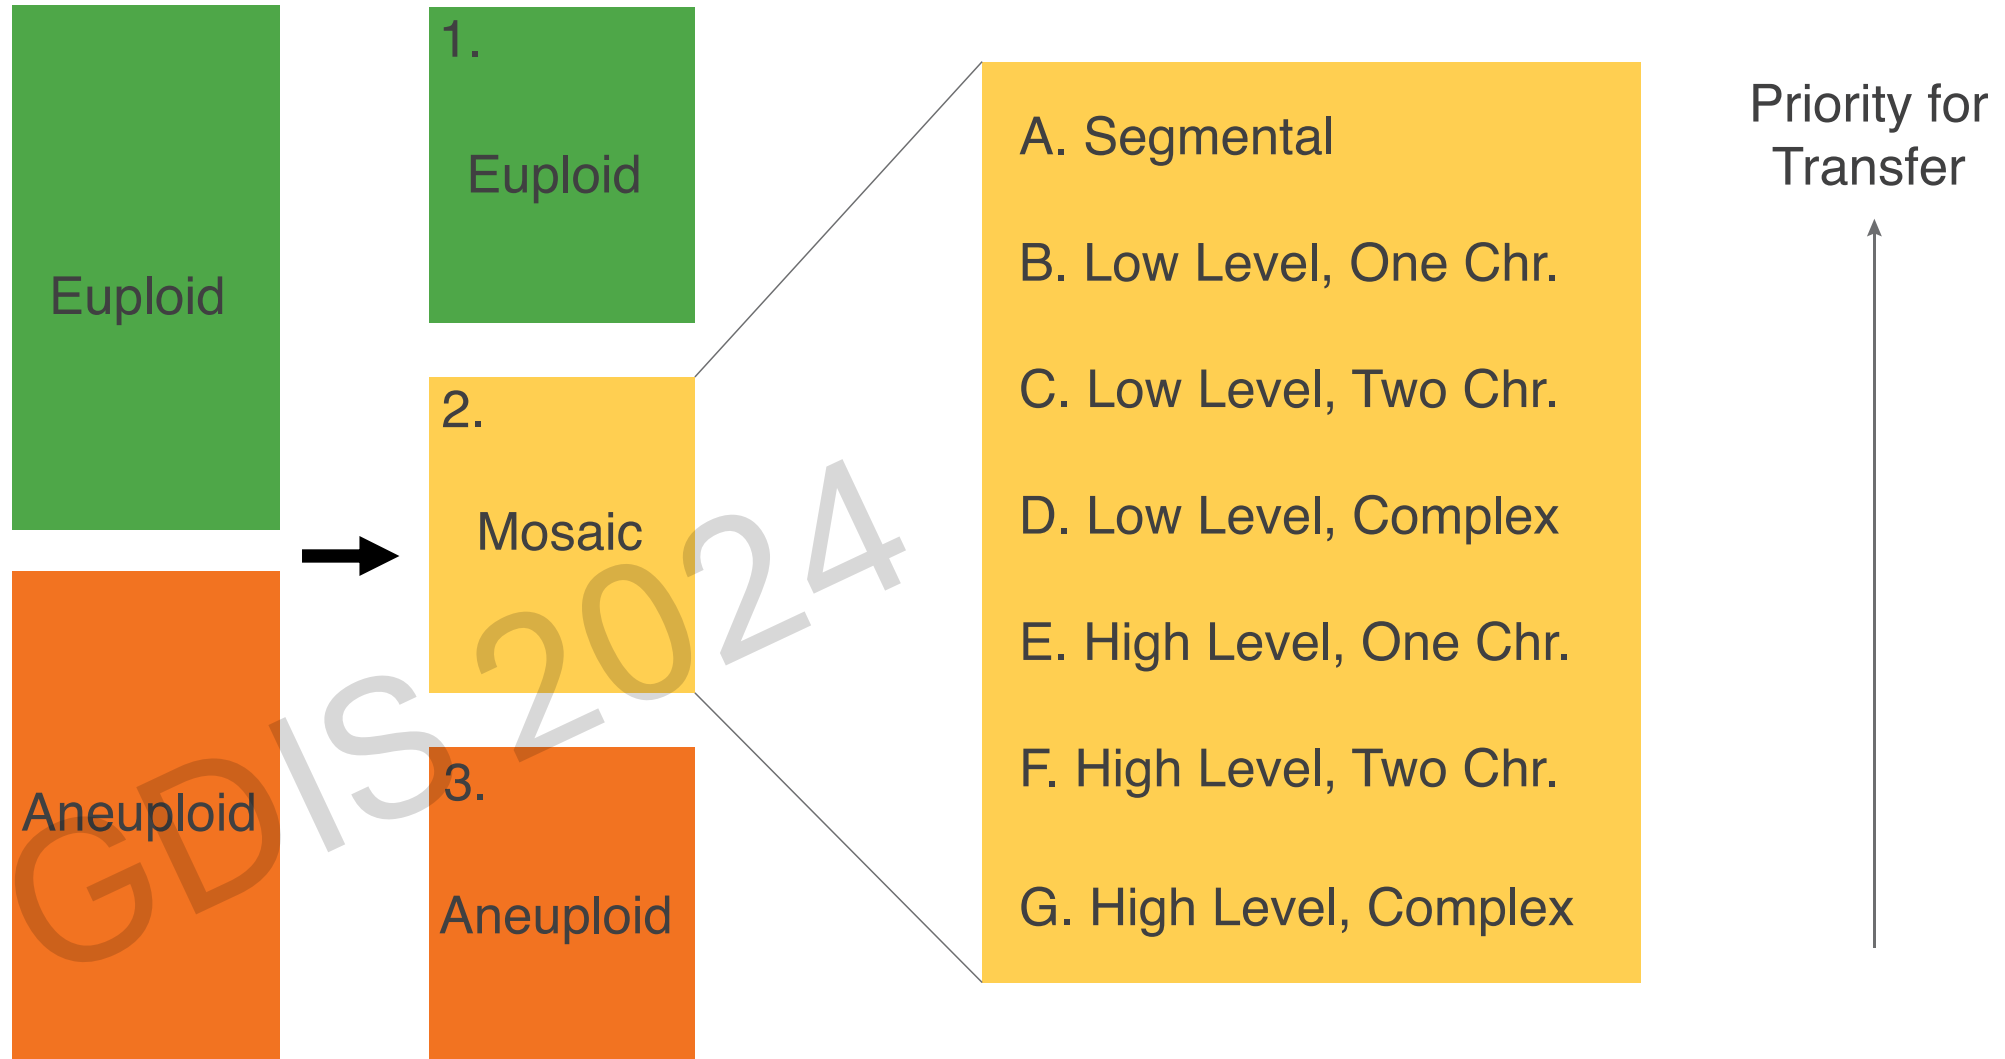 Euploid
Aneuploid
1.
Euploid
2.
Mosaic
3.
Aneuploid
A. Segmental
B. Low Level, One Chr.
C. Low Level, Two Chr.
D. Low Level, Complex
E. High Level, One Chr.
F. High Level, Two Chr.
G. High Level, Complex
Priority for
Transfer
GDIS 2024